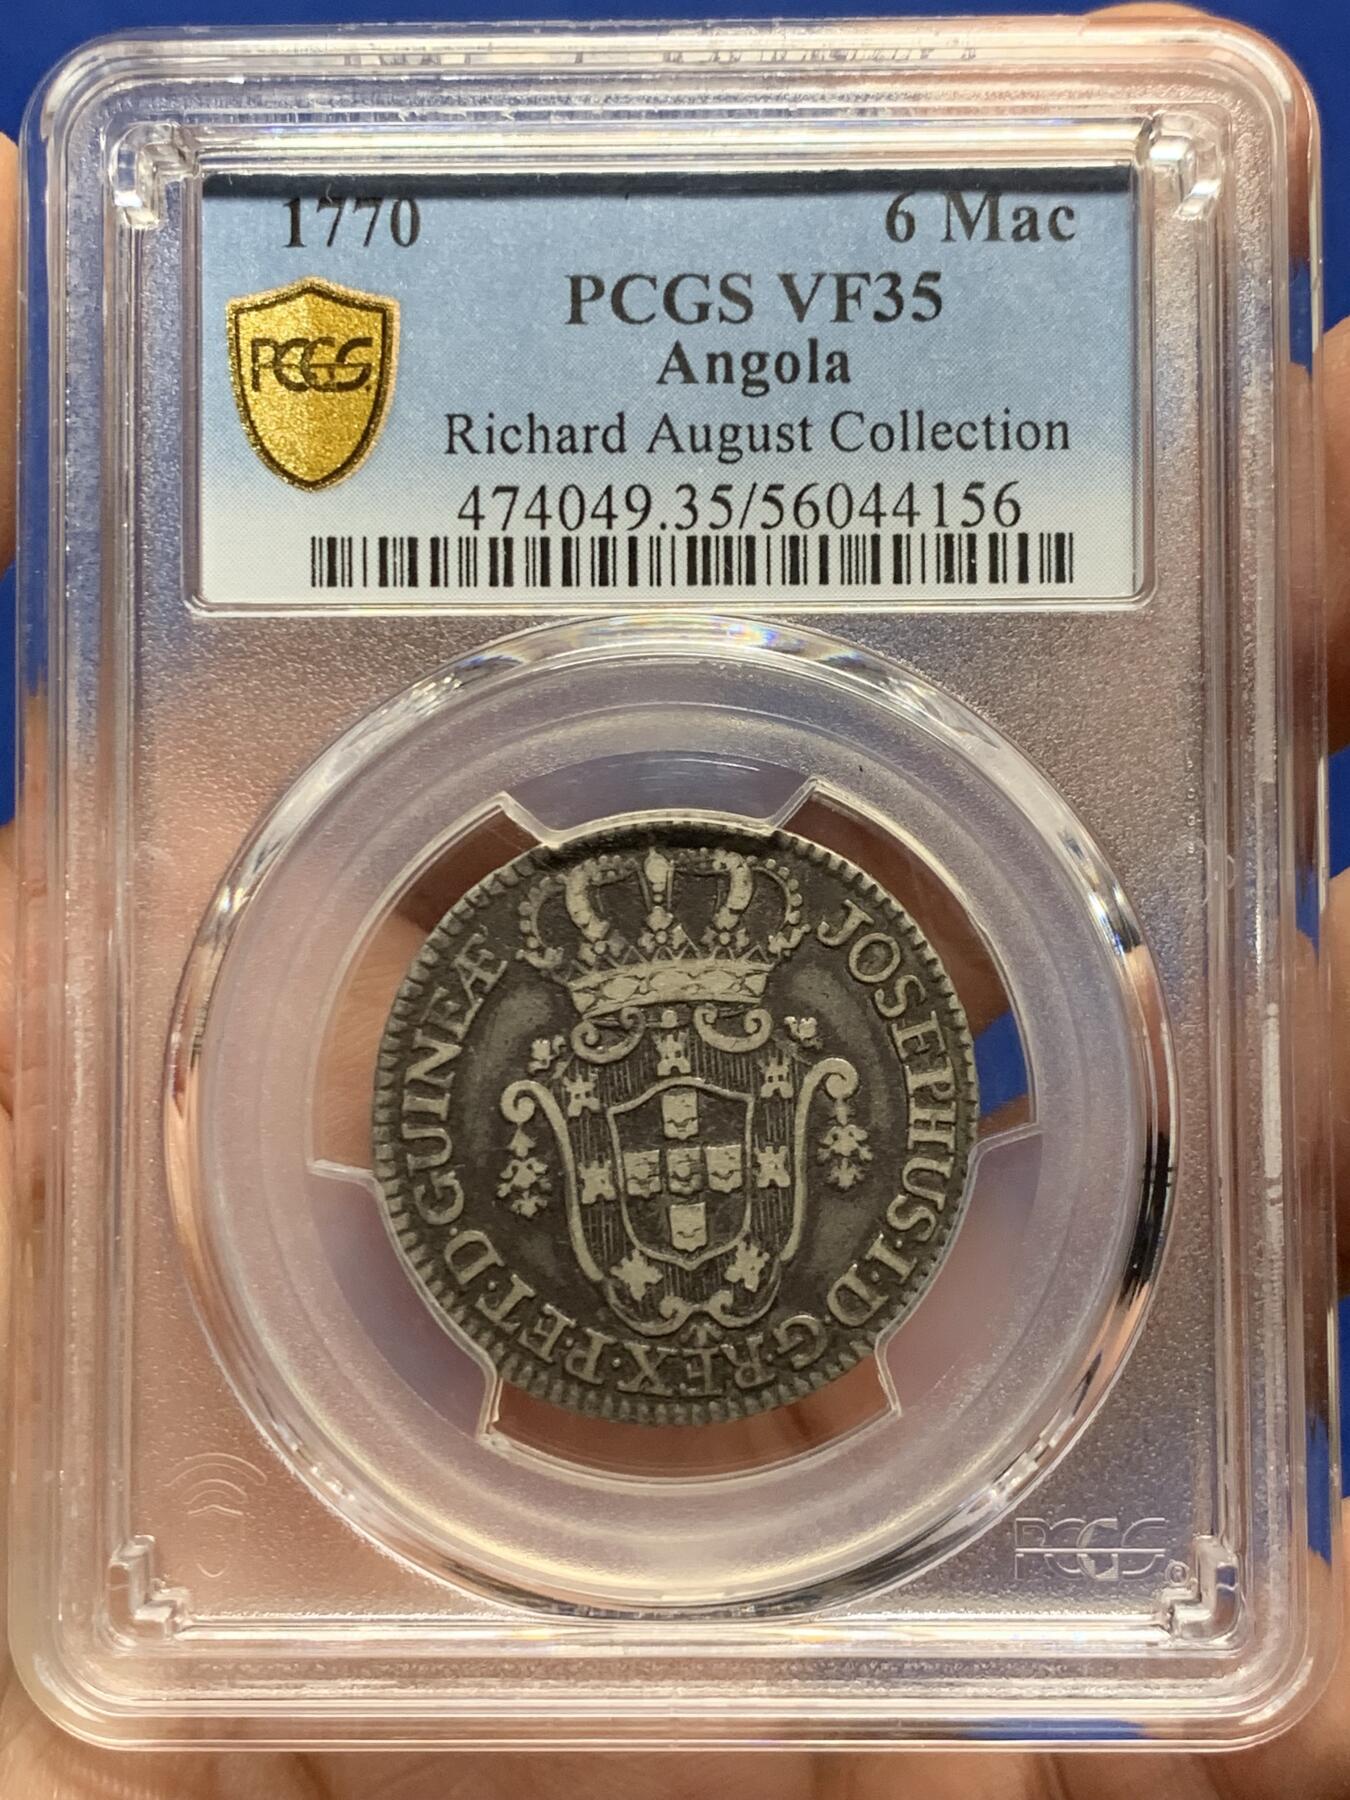 1770 6 Mac
PCGS VF35
PCGS
Angola
Richard August Collection
474049.35/56044156
JOSEPHUS·I·D·G·REX·P·ET·D·GUINEÆ
PCGS